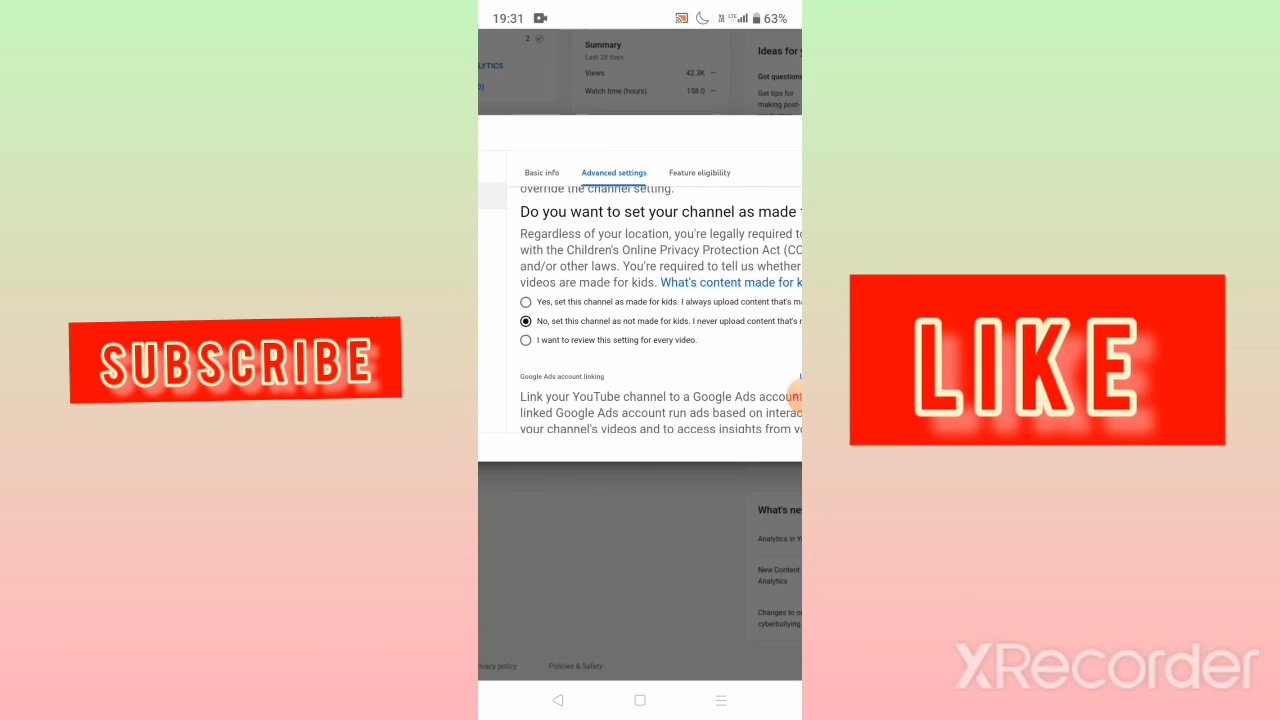 19:31
63%
2
Summary
Last 28 days
Views 42.3K —
Watch time (hours) 158.0 —
Ideas for
Got questions
Get tips for
making post-
Basic info Advanced settings Feature eligibility
override the channel setting.
Do you want to set your channel as made
Regardless of your location, you're legally required to
with the Children's Online Privacy Protection Act (CO
and/or other laws. You're required to tell us whether
videos are made for kids. What's content made for k
Yes, set this channel as made for kids. I always upload content that's m
No, set this channel as not made for kids. I never upload content that's
I want to review this setting for every video.
Google Ads account linking
Link your YouTube channel to a Google Ads accou
linked Google Ads account run ads based on interac
your channel's videos and to access insights from yo
What's ne
Analytics in Y
New Content
Analytics
Changes to ou
cyberbullying
Policies & Safety
SUBSCRIBE
LIKE
XRecorder